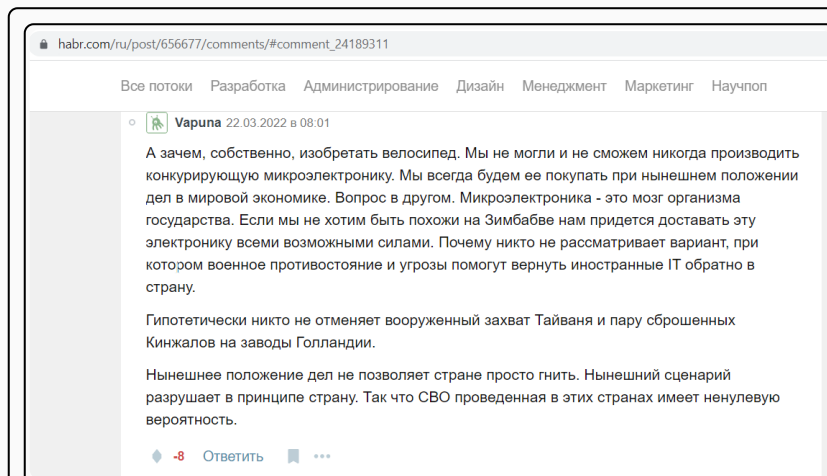 habr.com/ru/post/656677/comments/#comment_24189311
Все потоки Разработка Администрирование Дизайн Менеджмент Маркетинг Научпоп
Vapuna 22.03.2022 в 08:01
А зачем, собственно, изобретать велосипед. Мы не могли и не сможем никогда производить
конкурирующую микроэлектронику. Мы всегда будем ее покупать при нынешнем положении
дел в мировой экономике. Вопрос в другом. Микроэлектроника - это мозг организма
государства. Если мы не хотим быть похожи на Зимбабве нам придется доставать эту
электронику всеми возможными силами. Почему никто не рассматривает вариант, при
котором военное противостояние и угрозы помогут вернуть иностранные IT обратно в
страну.
Гипотетически никто не отменяет вооруженный захват Тайваня и пару сброшенных
Кинжалов на заводы Голландии.
Нынешнее положение дел не позволяет стране просто гнить. Нынешний сценарий
разрушает в принципе страну. Так что СВО проведенная в этих странах имеет ненулевую
вероятность.
-8 Ответить